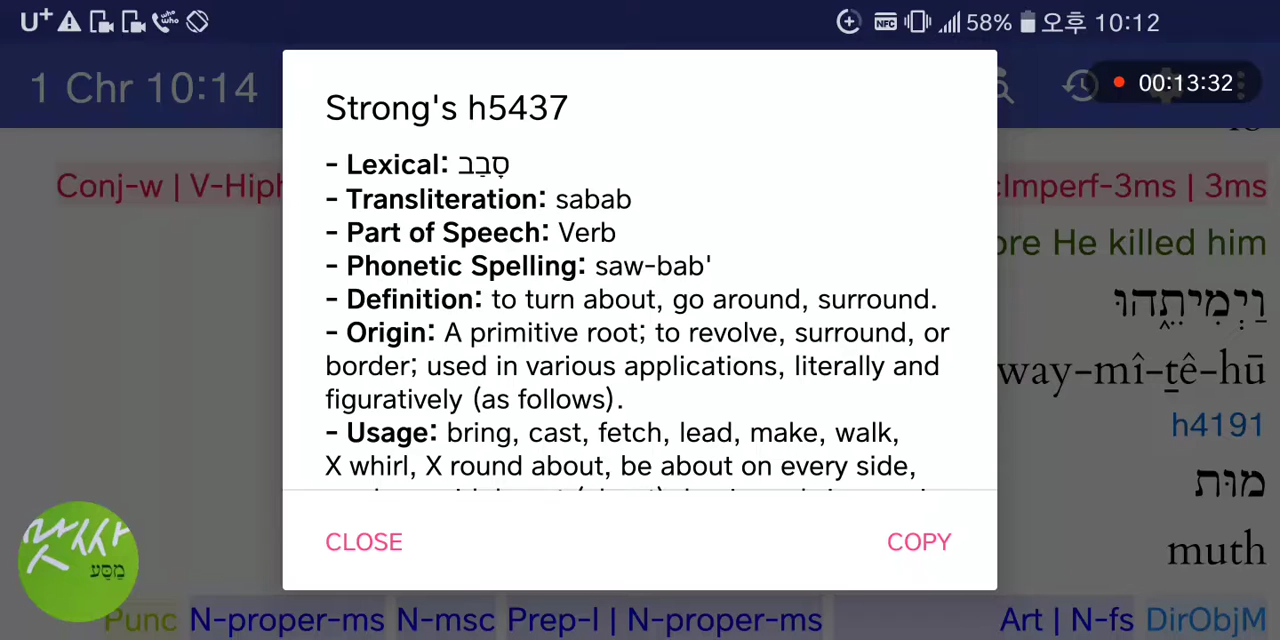 U+
58%
오후 10:12
1 Chr 10:14
00:13:32
Strong's h5437
- Lexical: סָבַב
- Transliteration: sabab
- Part of Speech: Verb
- Phonetic Spelling: saw-bab'
- Definition: to turn about, go around, surround.
- Origin: A primitive root; to revolve, surround, or
border; used in various applications, literally and
figuratively (as follows).
- Usage: bring, cast, fetch, lead, make, walk,
X whirl, X round about, be about on every side,
CLOSE
COPY
Conj-w | V-Hiph
cImperf-3ms | 3ms
ore He killed him
וַיְמִיתֵ֑הוּ
way-mî-ṯê-hū
h4191
מוּת
muth
מַסַּע
Punc
N-proper-ms
N-msc
Prep-l | N-proper-ms
Art | N-fs
DirObjM